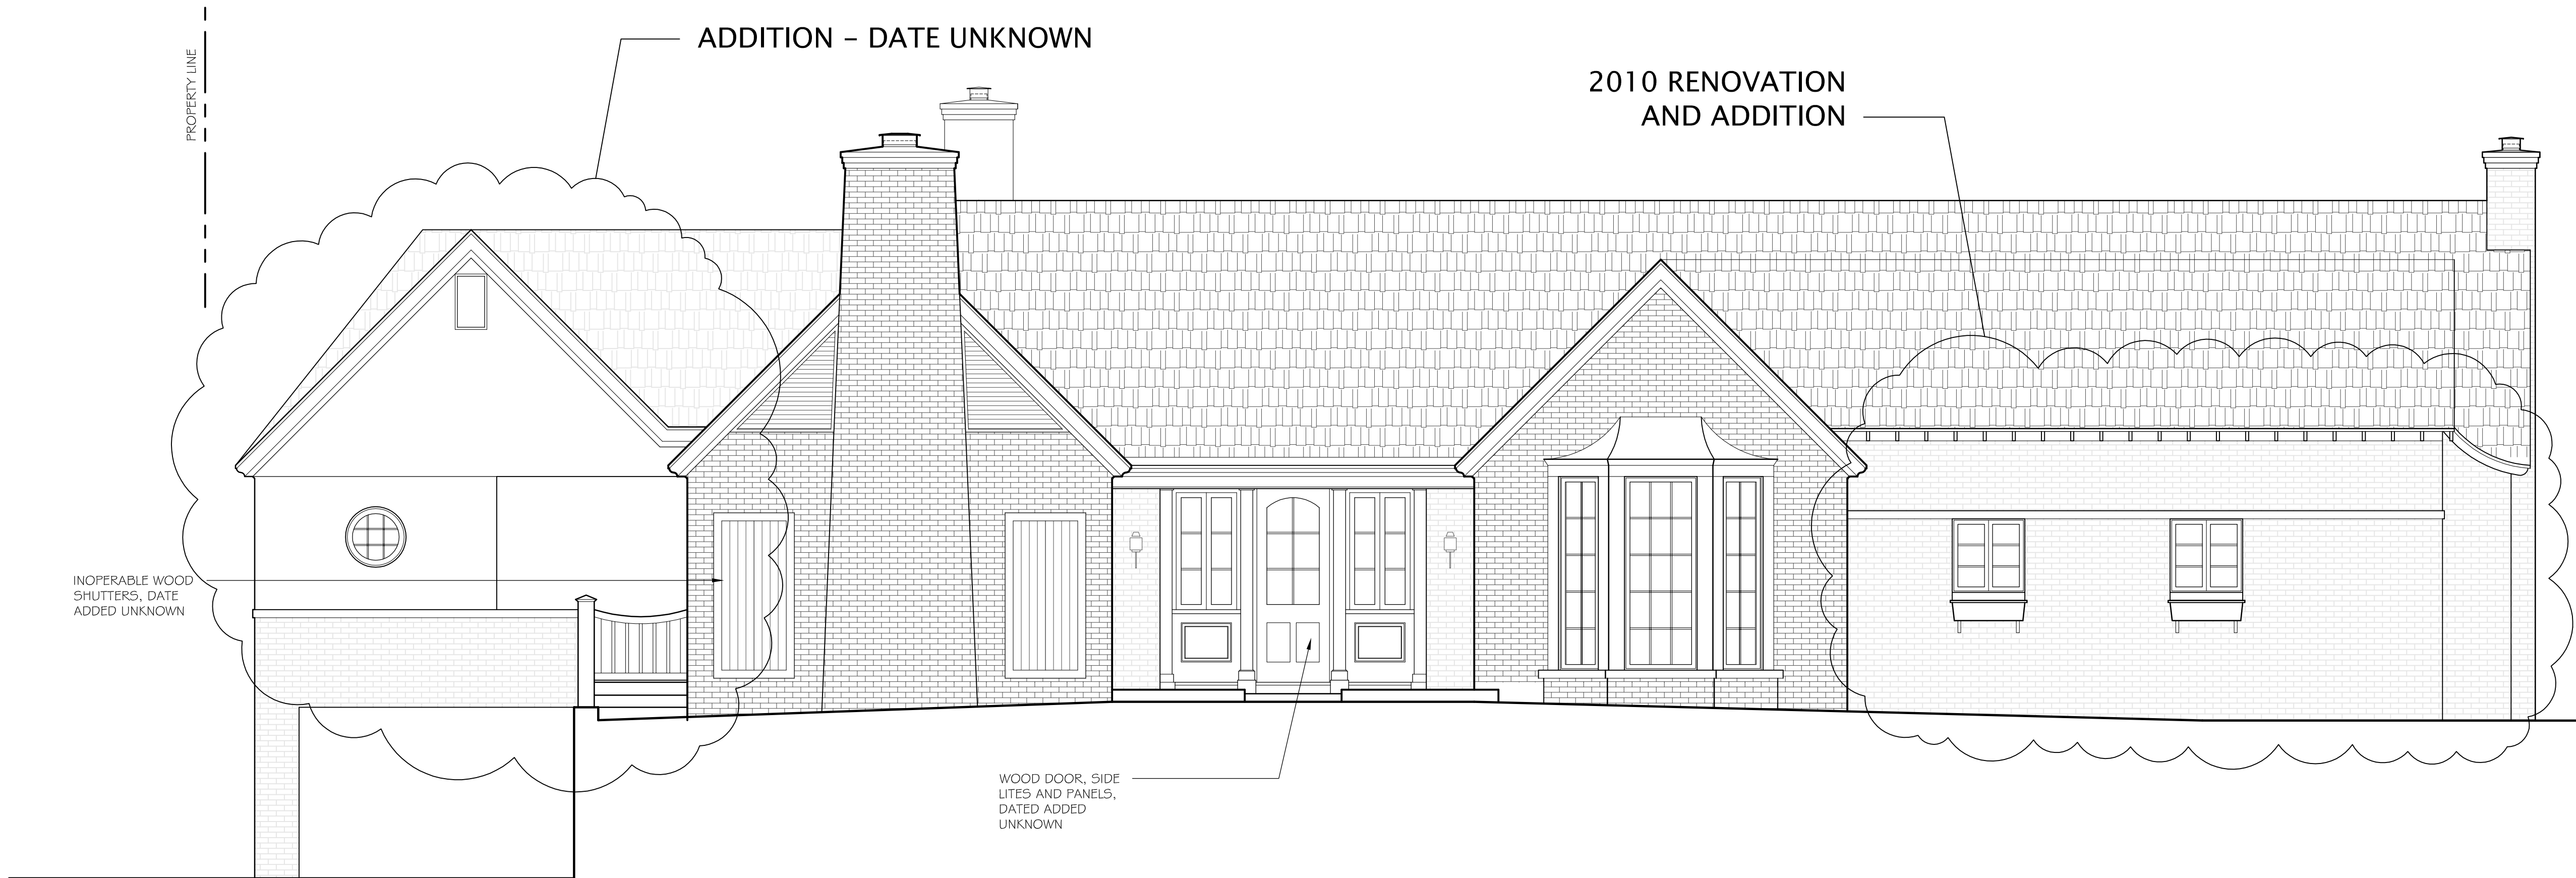 PROPERTY LINE
ADDITION – DATE UNKNOWN
2010 RENOVATION
AND ADDITION
INOPERABLE WOOD
SHUTTERS, DATE
ADDED UNKNOWN
WOOD DOOR, SIDE
LITES AND PANELS,
DATED ADDED
UNKNOWN